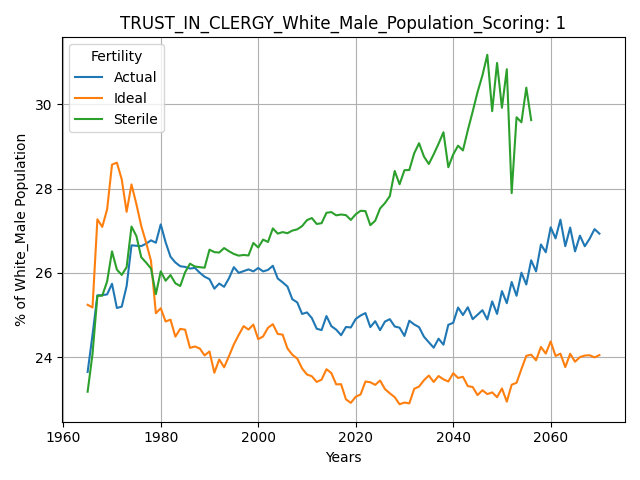 TRUST_IN_CLERGY_White_Male_Population_Scoring: 1
Fertility
Actual
Ideal
Sterile
% of White_Male Population
30
28
26
24
1960
1980
2000
2020
2040
2060
Years